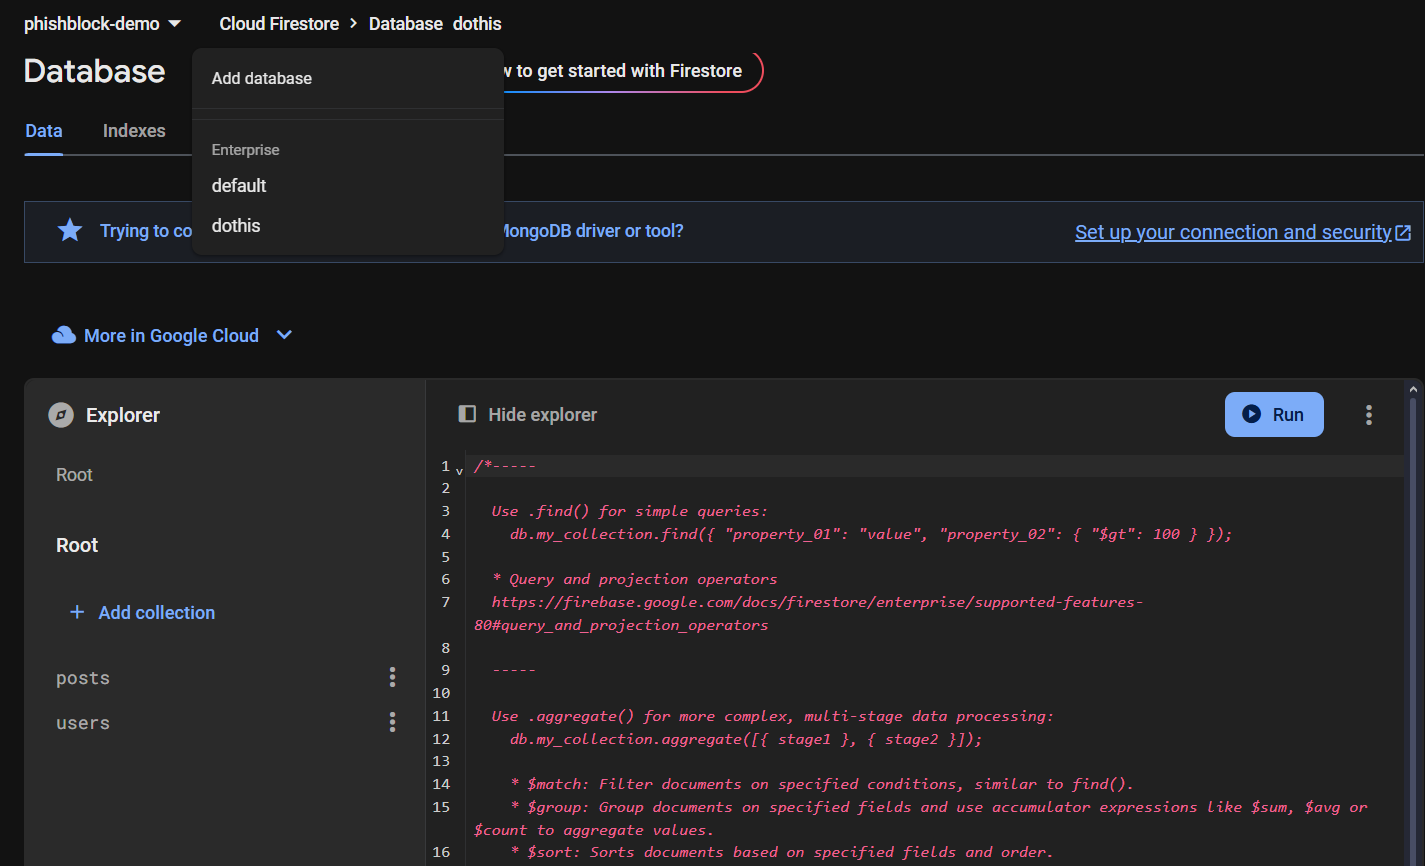 phishblock-demo
Cloud Firestore > Database dothis
Database
Add database
w to get started with Firestore
Data
Indexes
Enterprise
default
dothis
Trying to co
MongoDB driver or tool?
Set up your connection and security
More in Google Cloud
Explorer
Root
Root
+ Add collection
posts
users
Hide explorer
Run
1 /*-----
2
3 Use .find() for simple queries:
4 db.my_collection.find({ "property_01": "value", "property_02": { "$gt": 100 } });
5
6 * Query and projection operators
7 https://firebase.google.com/docs/firestore/enterprise/supported-features-
80#query_and_projection_operators
8
9 -----
10
11 Use .aggregate() for more complex, multi-stage data processing:
12 db.my_collection.aggregate([{ stage1 }, { stage2 }]);
13
14 * $match: Filter documents on specified conditions, similar to find().
15 * $group: Group documents on specified fields and use accumulator expressions like $sum, $avg or
$count to aggregate values.
16 * $sort: Sorts documents based on specified fields and order.